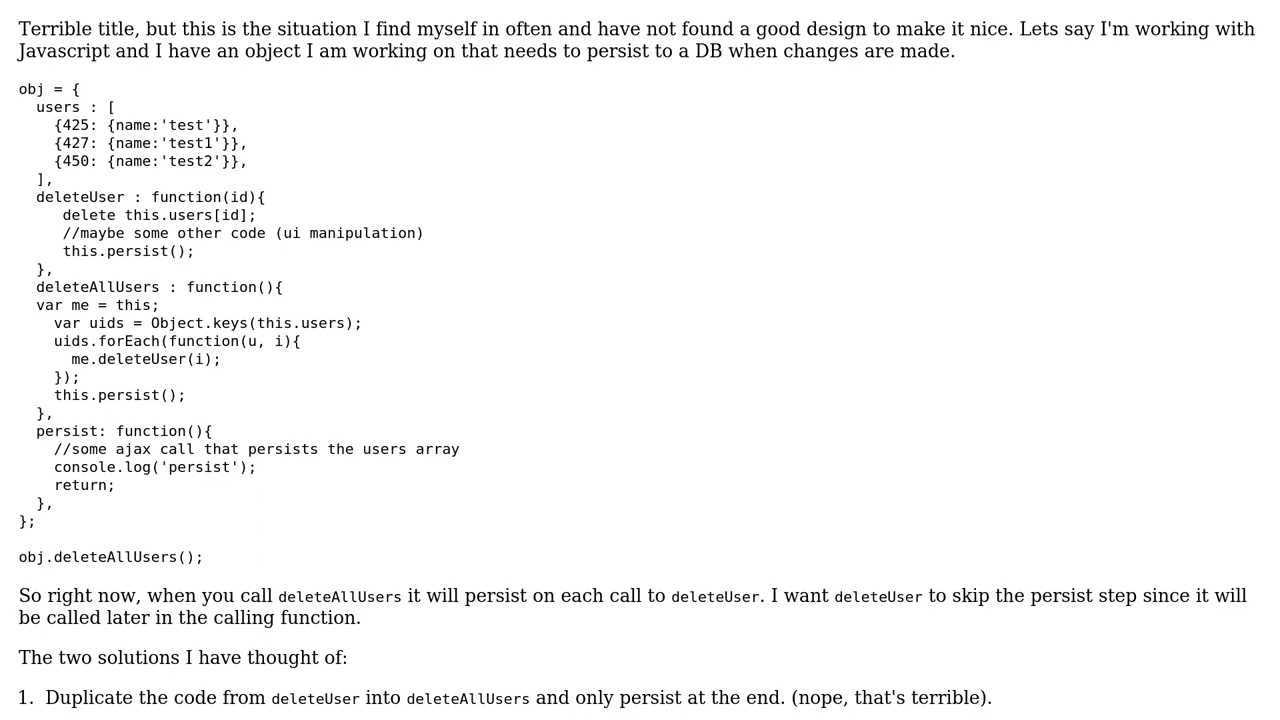 Terrible title, but this is the situation I find myself in often and have not found a good design to make it nice. Lets say I'm working with
Javascript and I have an object I am working on that needs to persist to a DB when changes are made.
obj = {
  users : [
    {425: {name:'test'}},
    {427: {name:'test1'}},
    {450: {name:'test2'}},
  ],
  deleteUser : function(id){
     delete this.users[id];
     //maybe some other code (ui manipulation)
     this.persist();
  },
  deleteAllUsers : function(){
  var me = this;
    var uids = Object.keys(this.users);
    uids.forEach(function(u, i){
      me.deleteUser(i);
    });
    this.persist();
  },
  persist: function(){
    //some ajax call that persists the users array
    console.log('persist');
    return;
  },
};
obj.deleteAllUsers();
So right now, when you call deleteAllUsers it will persist on each call to deleteUser. I want deleteUser to skip the persist step since it will
be called later in the calling function.
The two solutions I have thought of:
1. Duplicate the code from deleteUser into deleteAllUsers and only persist at the end. (nope, that's terrible).